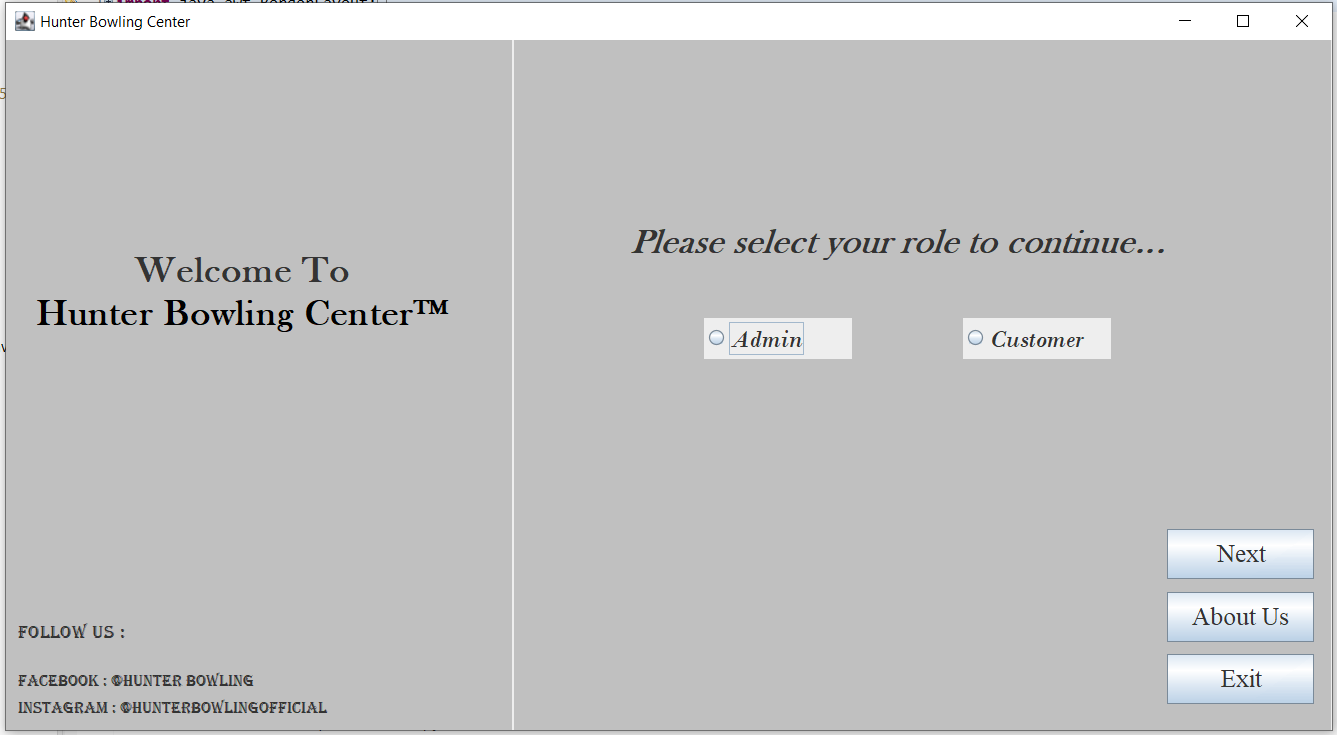 Hunter Bowling Center
Welcome To
Hunter Bowling Center™
Please select your role to continue...
Admin
Customer
Next
About Us
Exit
FOLLOW US :
FACEBOOK : @HUNTER BOWLING
INSTAGRAM : @HUNTERBOWLINGOFFICIAL